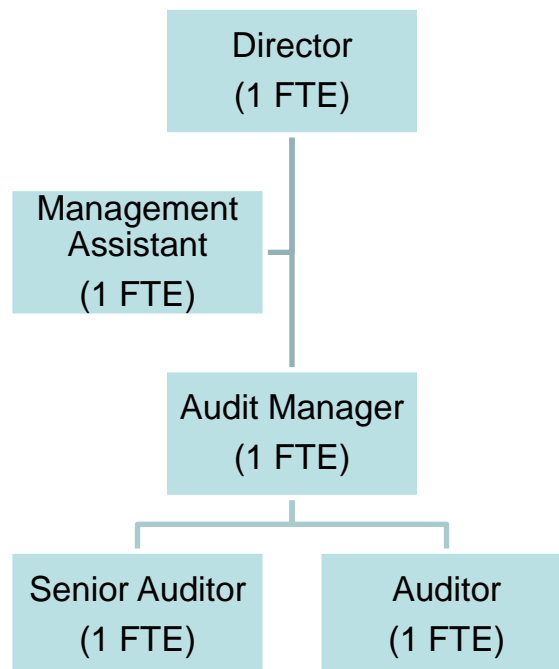 Director
(1 FTE)
Management
Assistant
(1 FTE)
Audit Manager
(1 FTE)
Senior Auditor
(1 FTE)
Auditor
(1 FTE)